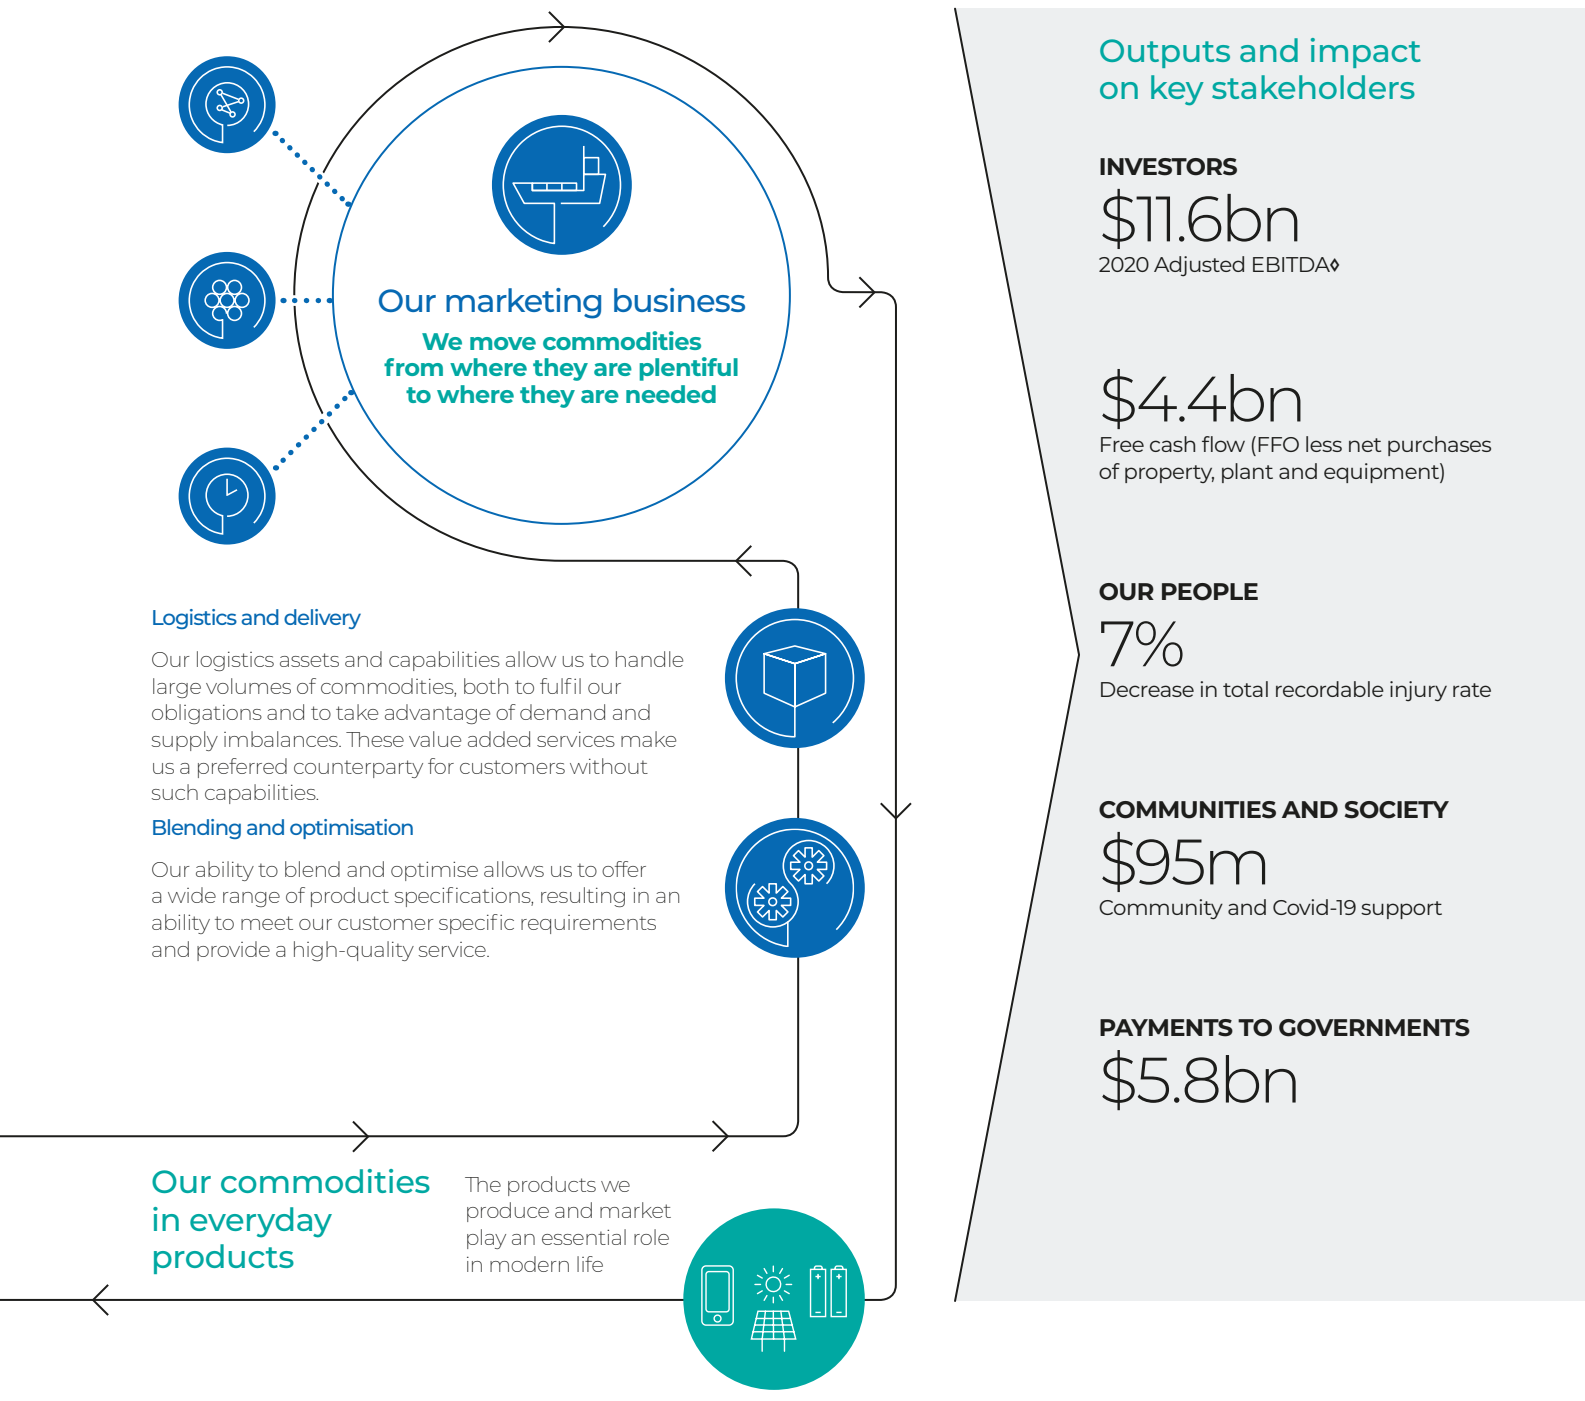 Our marketing business
We move commodities
from where they are plentiful
to where they are needed
Logistics and delivery
Our logistics assets and capabilities allow us to handle
large volumes of commodities, both to fulfil our
obligations and to take advantage of demand and
supply imbalances. These value added services make
us a preferred counterparty for customers without
such capabilities.
Blending and optimisation
Our ability to blend and optimise allows us to offer
a wide range of product specifications, resulting in an
ability to meet our customer specific requirements
and provide a high-quality service.
Our commodities
in everyday
products
The products we
produce and market
play an essential role
in modern life
Outputs and impact
on key stakeholders
INVESTORS
$11.6bn
2020 Adjusted EBITDA◊
$4.4bn
Free cash flow (FFO less net purchases
of property, plant and equipment)
OUR PEOPLE
7%
Decrease in total recordable injury rate
COMMUNITIES AND SOCIETY
$95m
Community and Covid-19 support
PAYMENTS TO GOVERNMENTS
$5.8bn